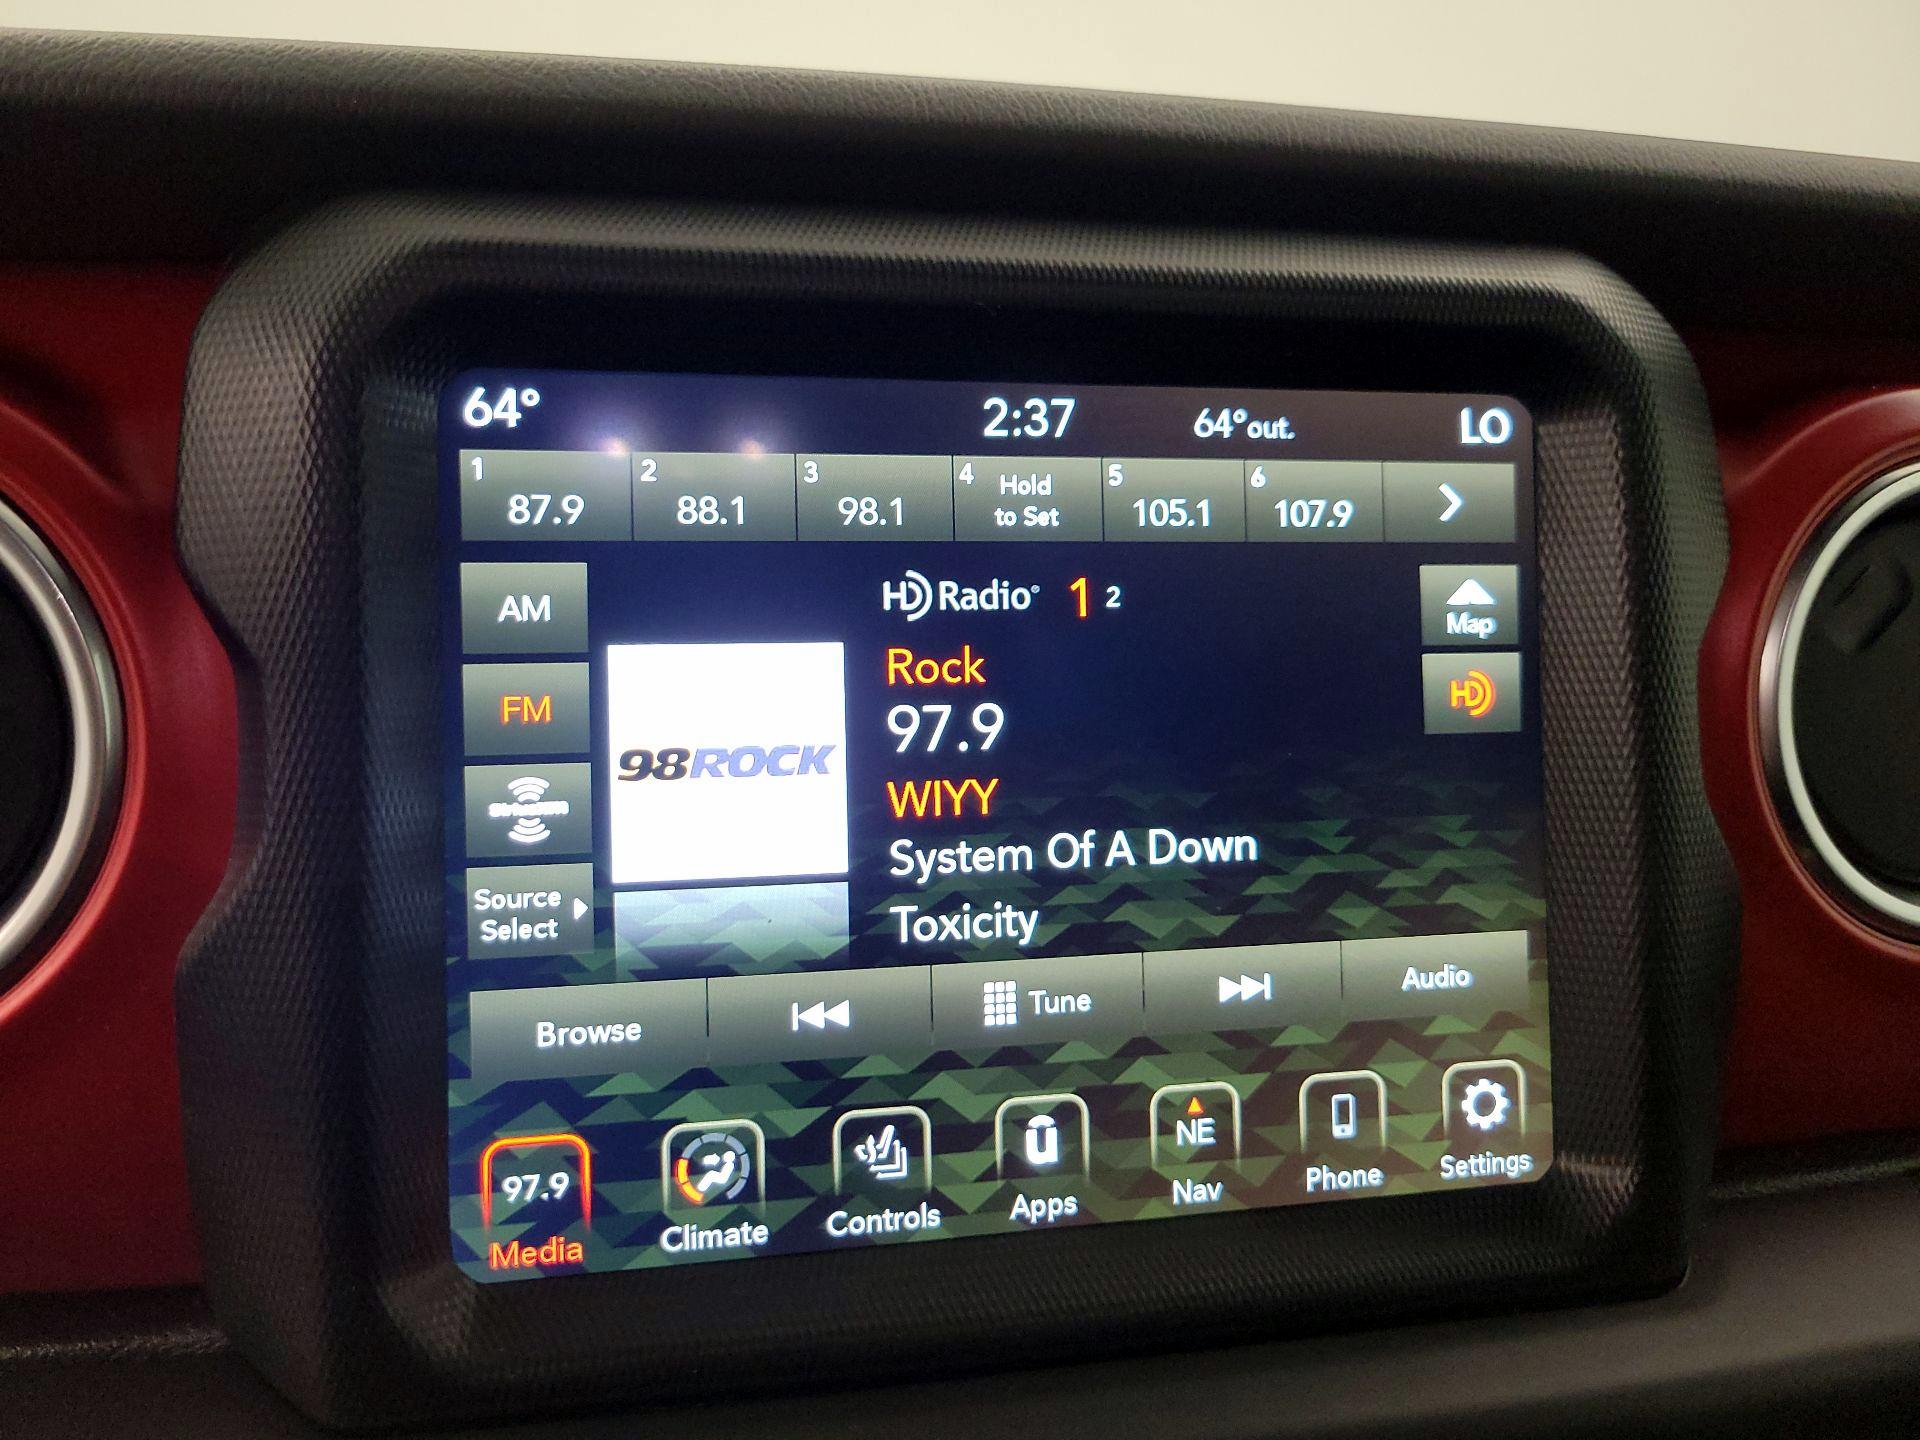 64° 2:37 64°out. LO
1 87.9 2 88.1 3 98.1 4 Hold to Set 5 105.1 6 107.9
AM
FM
SiriusXM
Source
Select
98ROCK
HD Radio® 1 2
Rock
97.9
WIYY
System Of A Down
Toxicity
Map
HD
Browse Tune Audio
97.9 NE
Media Climate Controls Apps Nav Phone Settings